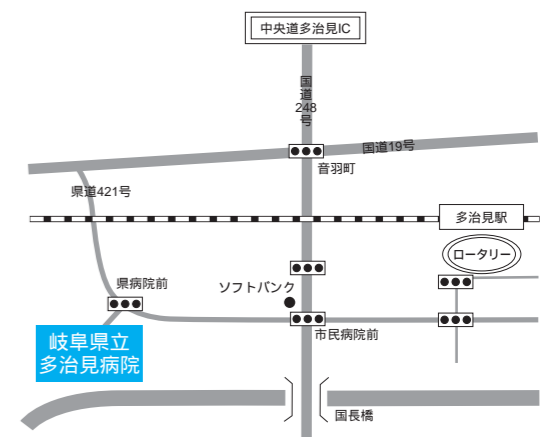 中央道多治見IC
国道248号
国道19号
音羽町
県道421号
多治見駅
ロータリー
県病院前
ソフトバンク
市民病院前
岐阜県立
多治見病院
国長橋